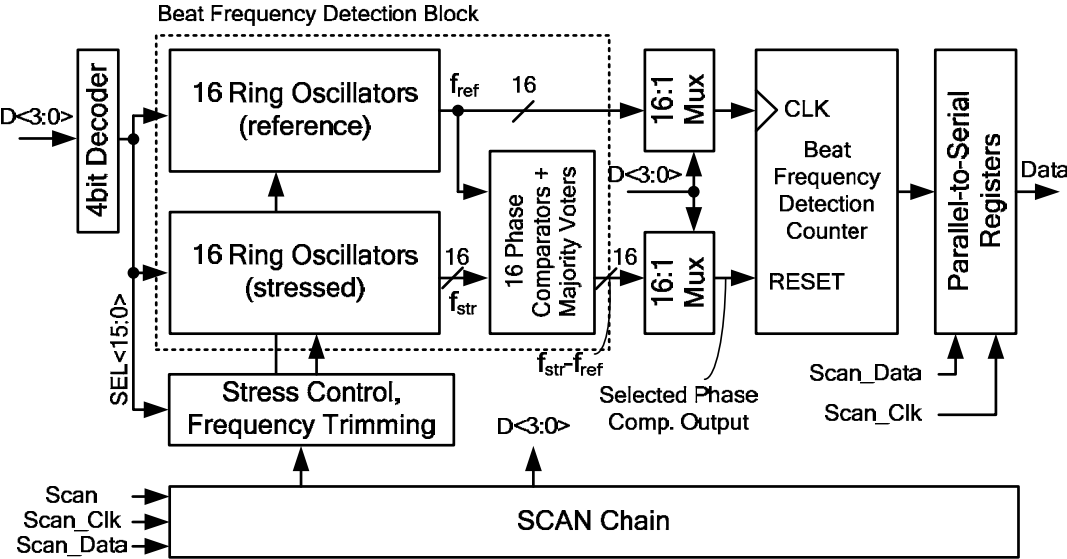 Beat Frequency Detection Block
D<3:0>
4bit Decoder
16 Ring Oscillators
(reference)
f_ref
16
16:1
Mux
CLK
Beat
Frequency
Detection
Counter
RESET
Parallel-to-Serial
Registers
Data
D<3:0>
16 Ring Oscillators
(stressed)
16
f_str
16 Phase
Comparators +
Majority Voters
16
16:1
Mux
f_str-f_ref
SEL<15:0>
Stress Control,
Frequency Trimming
Selected Phase
Comp. Output
Scan_Data
Scan_Clk
D<3:0>
Scan
Scan_Clk
Scan_Data
SCAN Chain